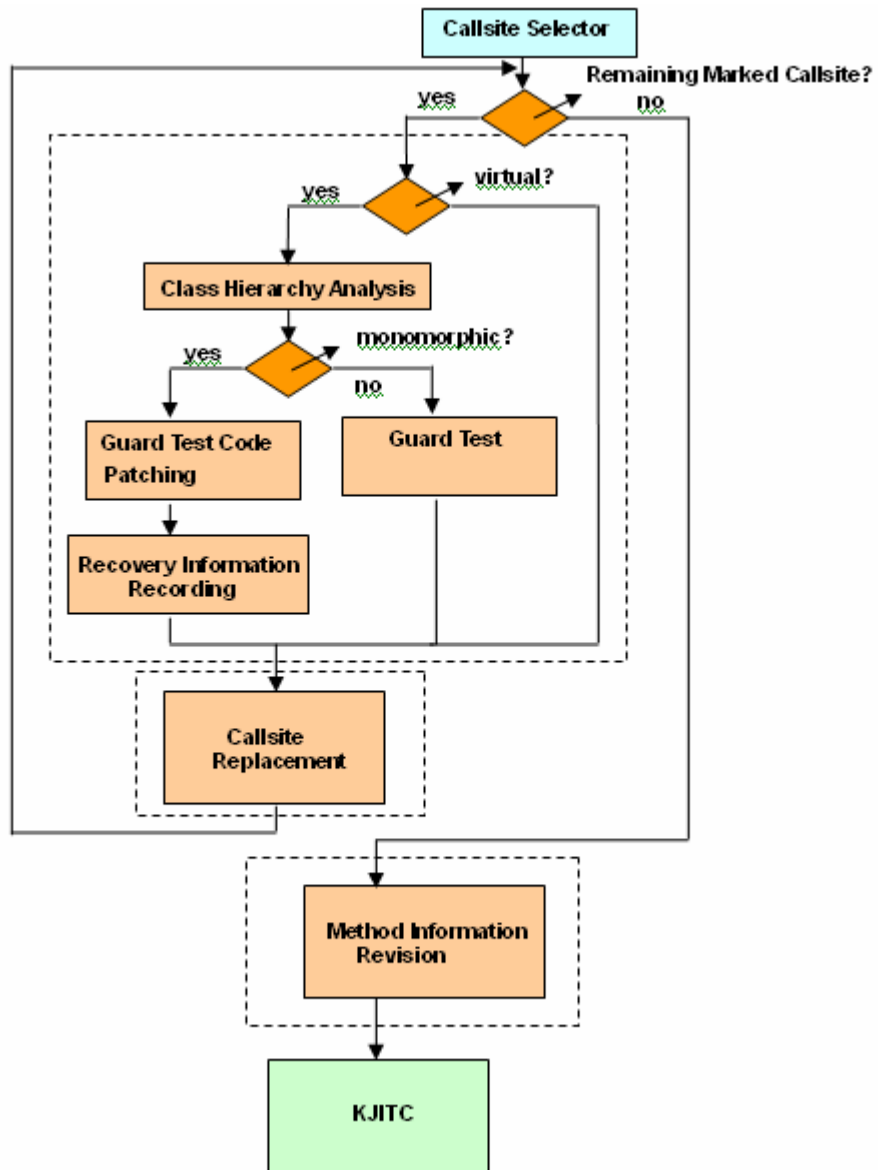 Callsite Selector
Remaining Marked Callsite?
yes
no
virtual?
yes
Class Hierarchy Analysis
monomorphic?
yes
no
Guard Test Code
Patching
Guard Test
Recovery Information
Recording
Callsite
Replacement
Method Information
Revision
KJITC